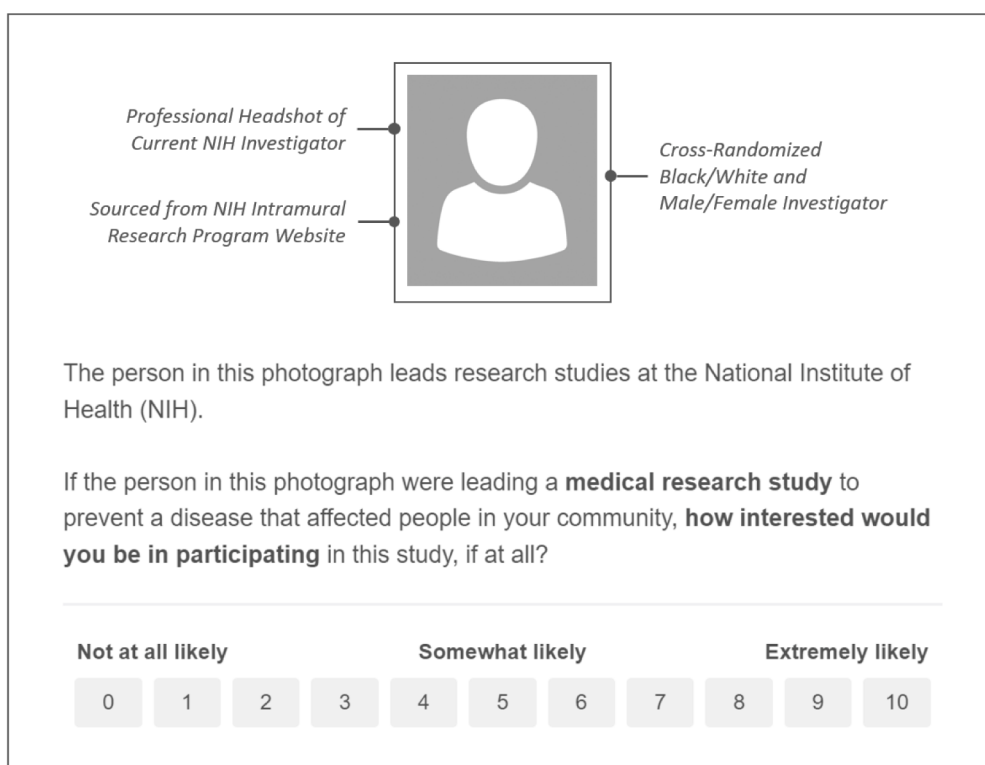 Professional Headshot of
Current NIH Investigator
Sourced from NIH Intramural
Research Program Website
Cross-Randomized
Black/White and
Male/Female Investigator
The person in this photograph leads research studies at the National Institute of
Health (NIH).
If the person in this photograph were leading a medical research study to
prevent a disease that affected people in your community, how interested would
you be in participating in this study, if at all?
Not at all likely Somewhat likely Extremely likely
0 1 2 3 4 5 6 7 8 9 10